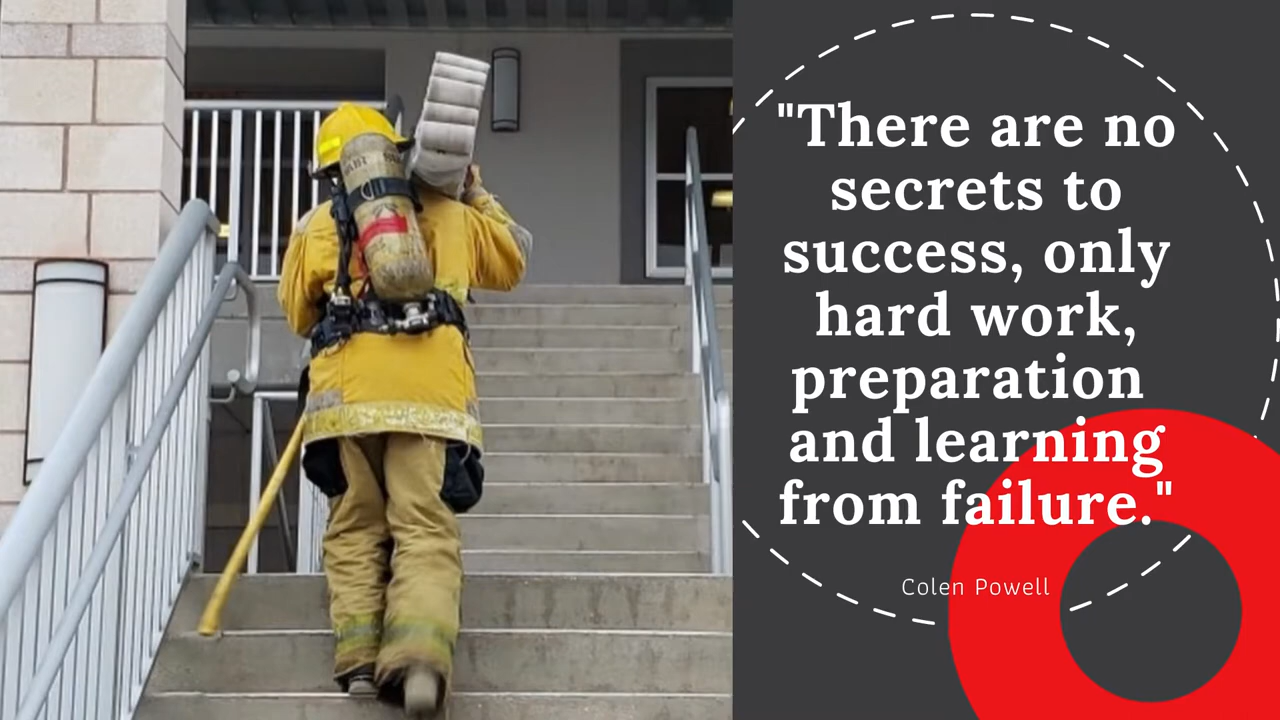 "There are no
secrets to
success, only
hard work,
preparation
and learning
from failure."
Colen Powell